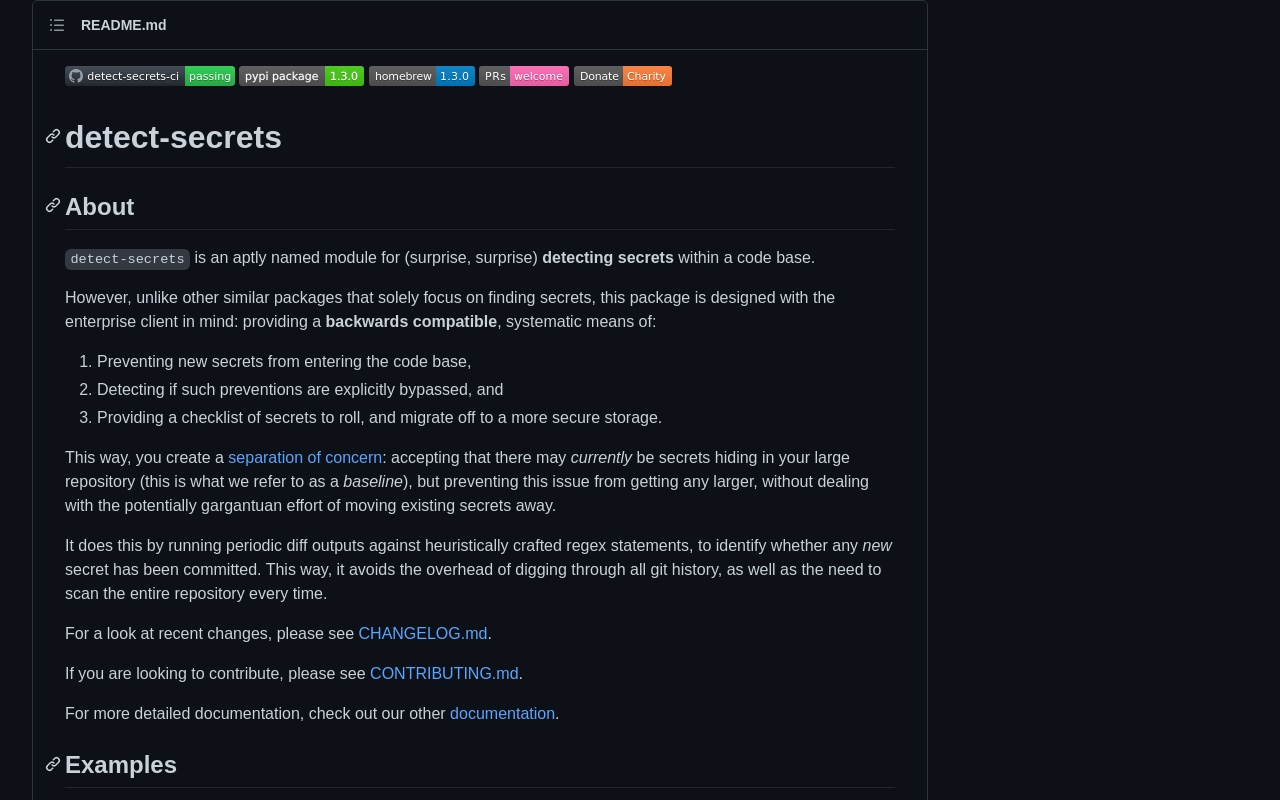 README.md
detect-secrets-ci passing pypi package 1.3.0 homebrew 1.3.0 PRs welcome Donate Charity
detect-secrets
About
detect-secrets is an aptly named module for (surprise, surprise) detecting secrets within a code base.
However, unlike other similar packages that solely focus on finding secrets, this package is designed with the
enterprise client in mind: providing a backwards compatible, systematic means of:
1. Preventing new secrets from entering the code base,
2. Detecting if such preventions are explicitly bypassed, and
3. Providing a checklist of secrets to roll, and migrate off to a more secure storage.
This way, you create a separation of concern: accepting that there may currently be secrets hiding in your large
repository (this is what we refer to as a baseline), but preventing this issue from getting any larger, without dealing
with the potentially gargantuan effort of moving existing secrets away.
It does this by running periodic diff outputs against heuristically crafted regex statements, to identify whether any new
secret has been committed. This way, it avoids the overhead of digging through all git history, as well as the need to
scan the entire repository every time.
For a look at recent changes, please see CHANGELOG.md.
If you are looking to contribute, please see CONTRIBUTING.md.
For more detailed documentation, check out our other documentation.
Examples